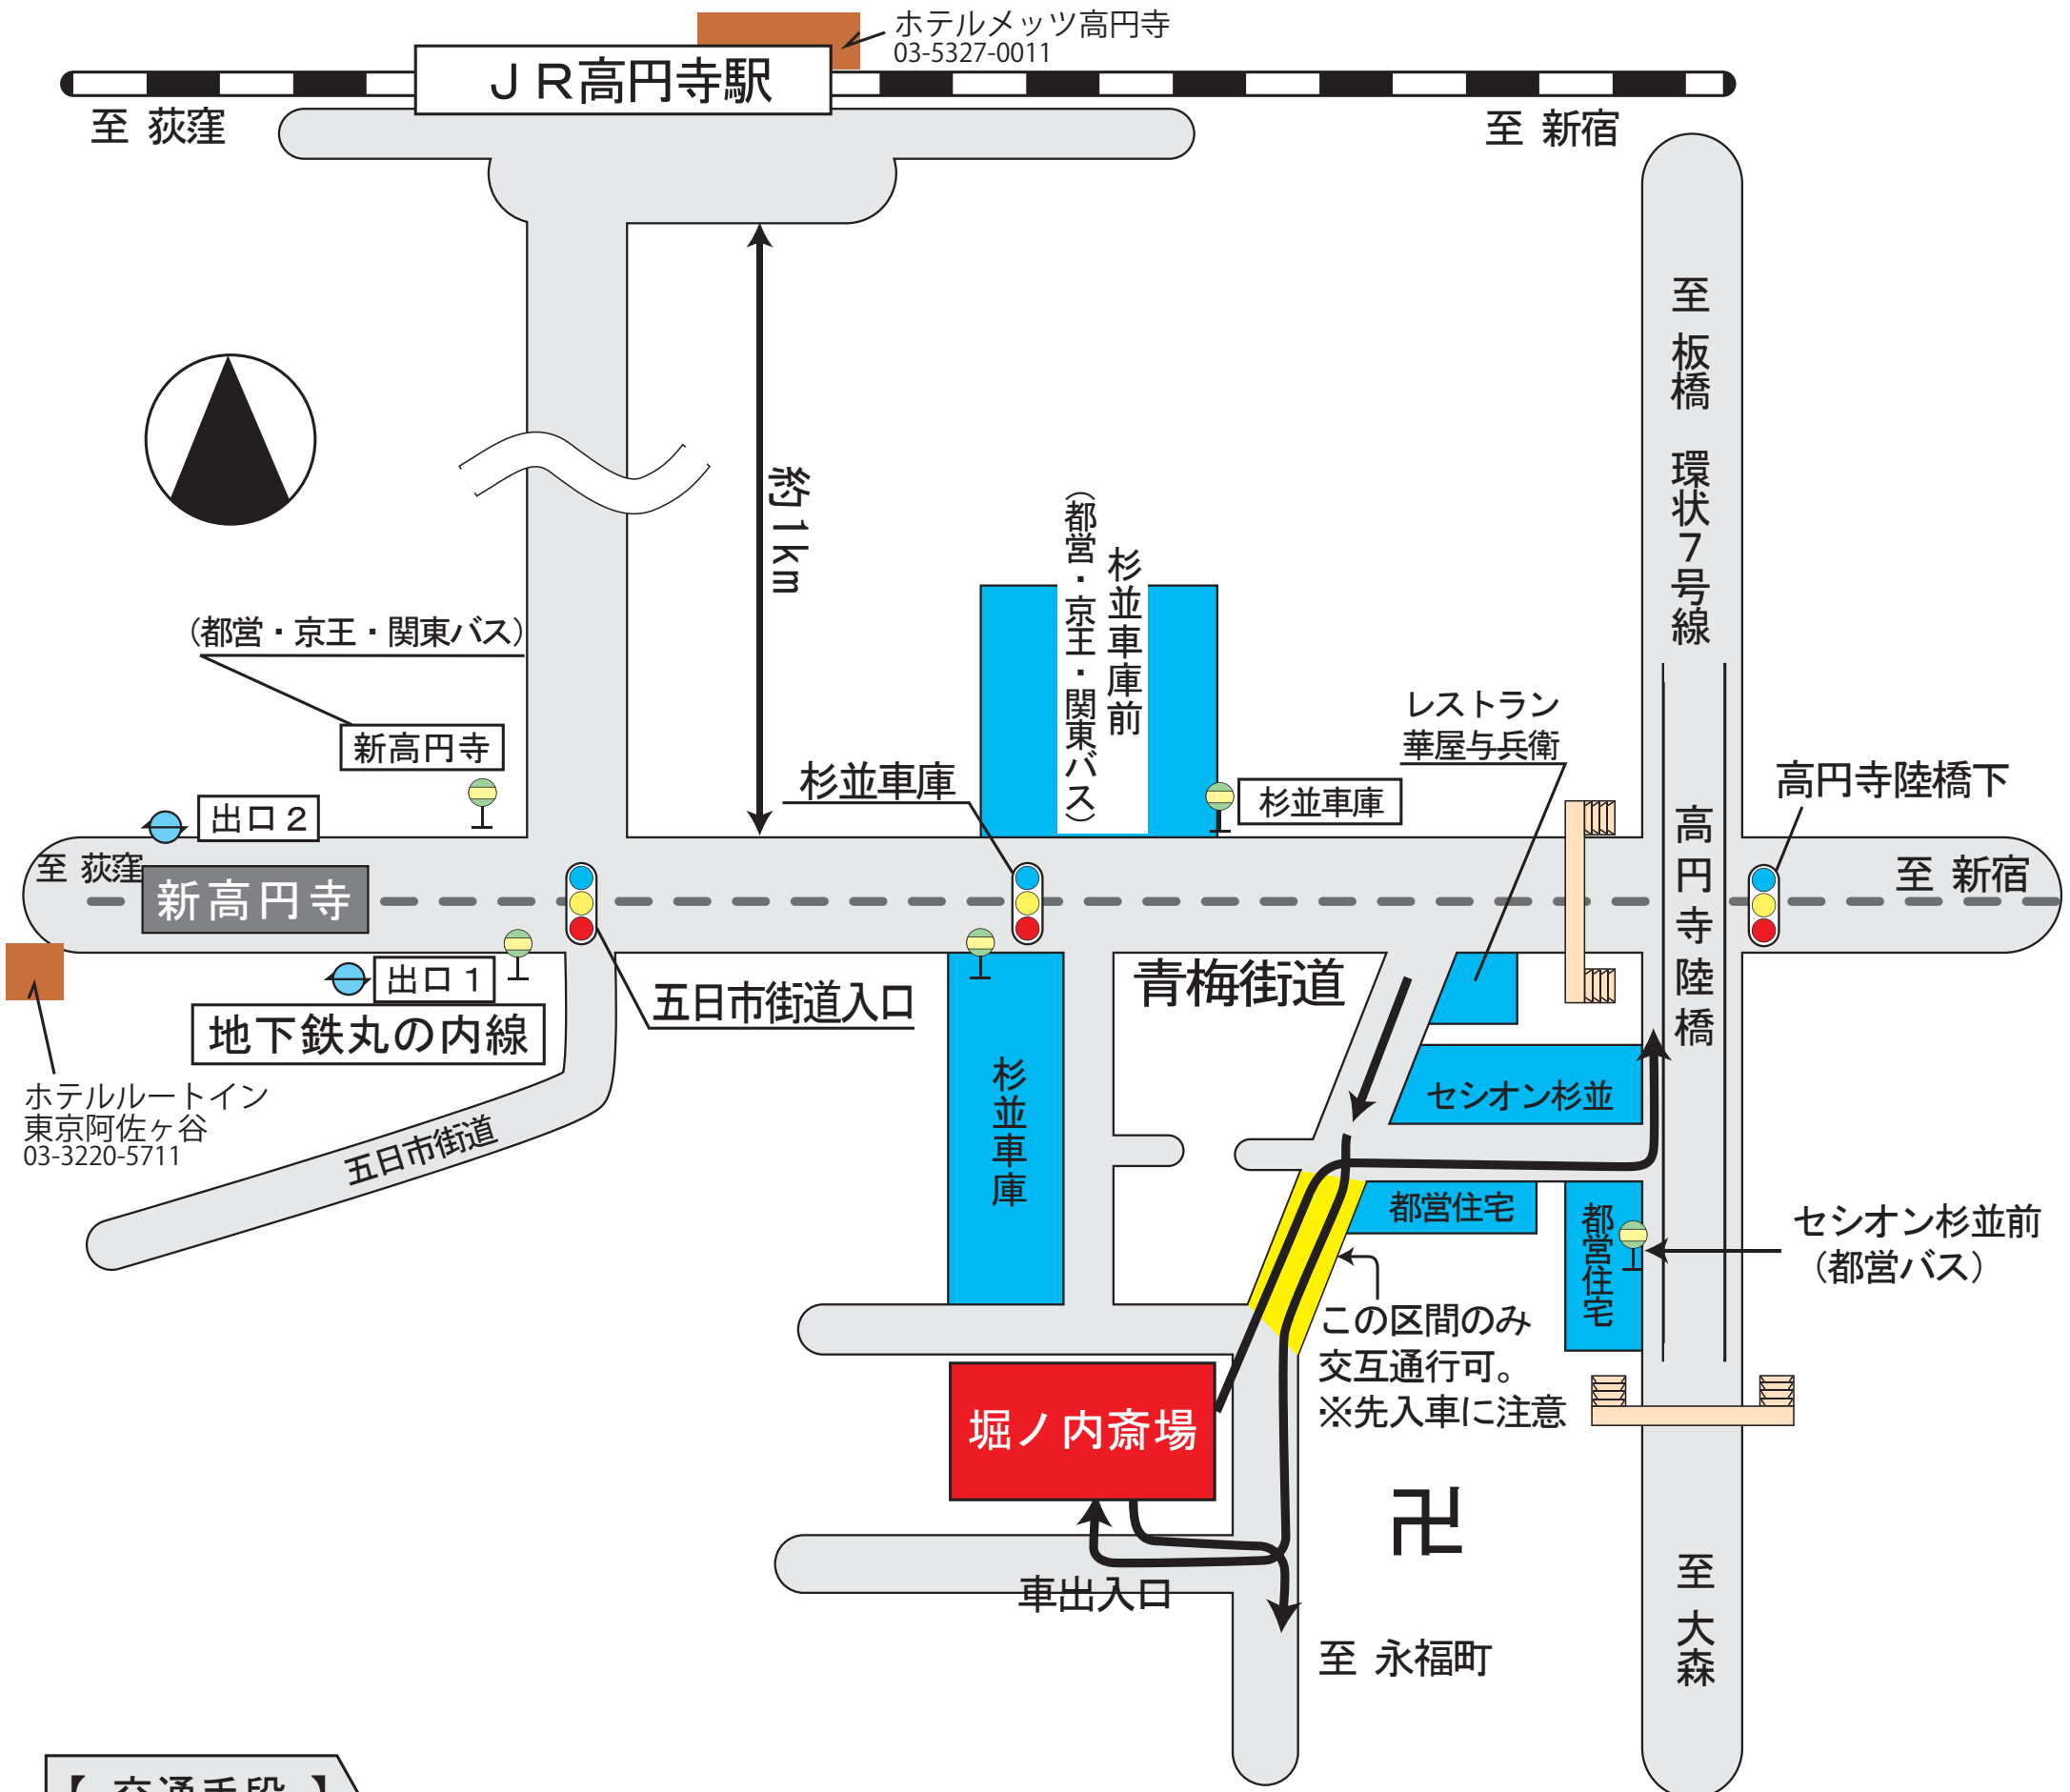 ホテルメッツ高円寺
03-5327-0011
ＪＲ高円寺駅
至 荻窪
至 新宿
至 板橋　環状７号線
約１km
（都営・京王・関東バス）
新高円寺
杉並車庫前
（都営・京王・関東バス）
レストラン
華屋与兵衛
杉並車庫
杉並車庫
高円寺陸橋下
出口２
至 荻窪
新高円寺
高円寺陸橋
至 新宿
出口１
地下鉄丸の内線
五日市街道入口
青梅街道
ホテルルートイン
東京阿佐ヶ谷
03-3220-5711
五日市街道
杉並車庫
セシオン杉並
都営住宅
都営住宅
セシオン杉並前
（都営バス）
この区間のみ
交互通行可。
※先入車に注意
堀ノ内斎場
卍
車出入口
至 永福町
至 大森
【 交通手段 】